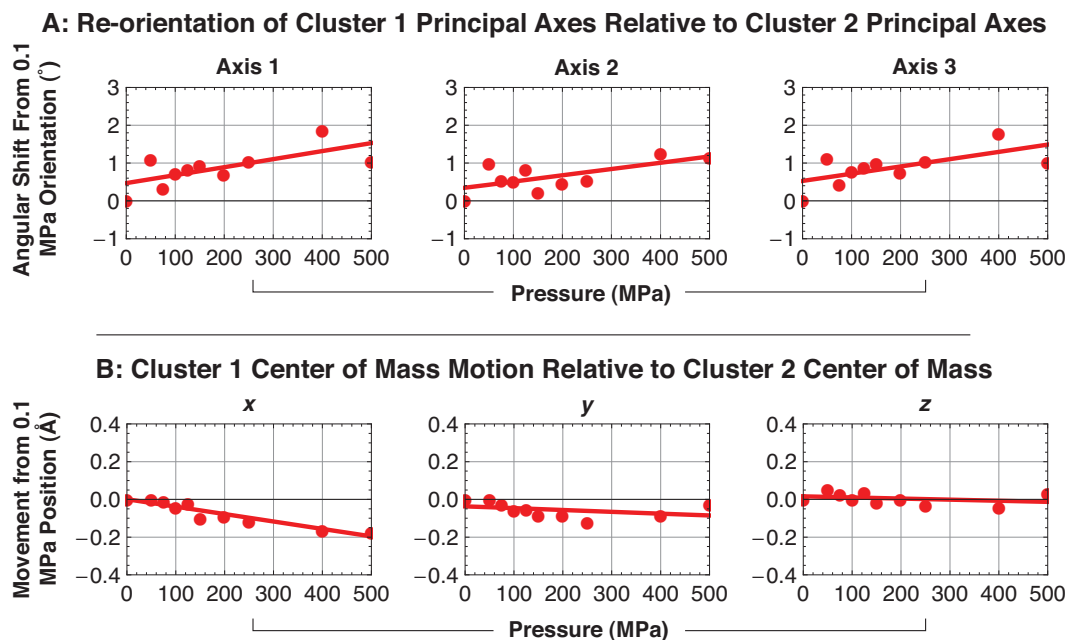 A: Re-orientation of Cluster 1 Principal Axes Relative to Cluster 2 Principal Axes
Angular Shift From 0.1
MPa Orientation (°)
Axis 1
Axis 2
Axis 3
3
2
1
0
−1
0 100 200 300 400 500
3
2
1
0
−1
0 100 200 300 400 500
3
2
1
0
−1
0 100 200 300 400 500
Pressure (MPa)
B: Cluster 1 Center of Mass Motion Relative to Cluster 2 Center of Mass
Movement from 0.1
MPa Position (Å)
x
y
z
0.4
0.2
0.0
−0.2
−0.4
0 100 200 300 400 500
0.4
0.2
0.0
−0.2
−0.4
0 100 200 300 400 500
0.4
0.2
0.0
−0.2
−0.4
0 100 200 300 400 500
Pressure (MPa)